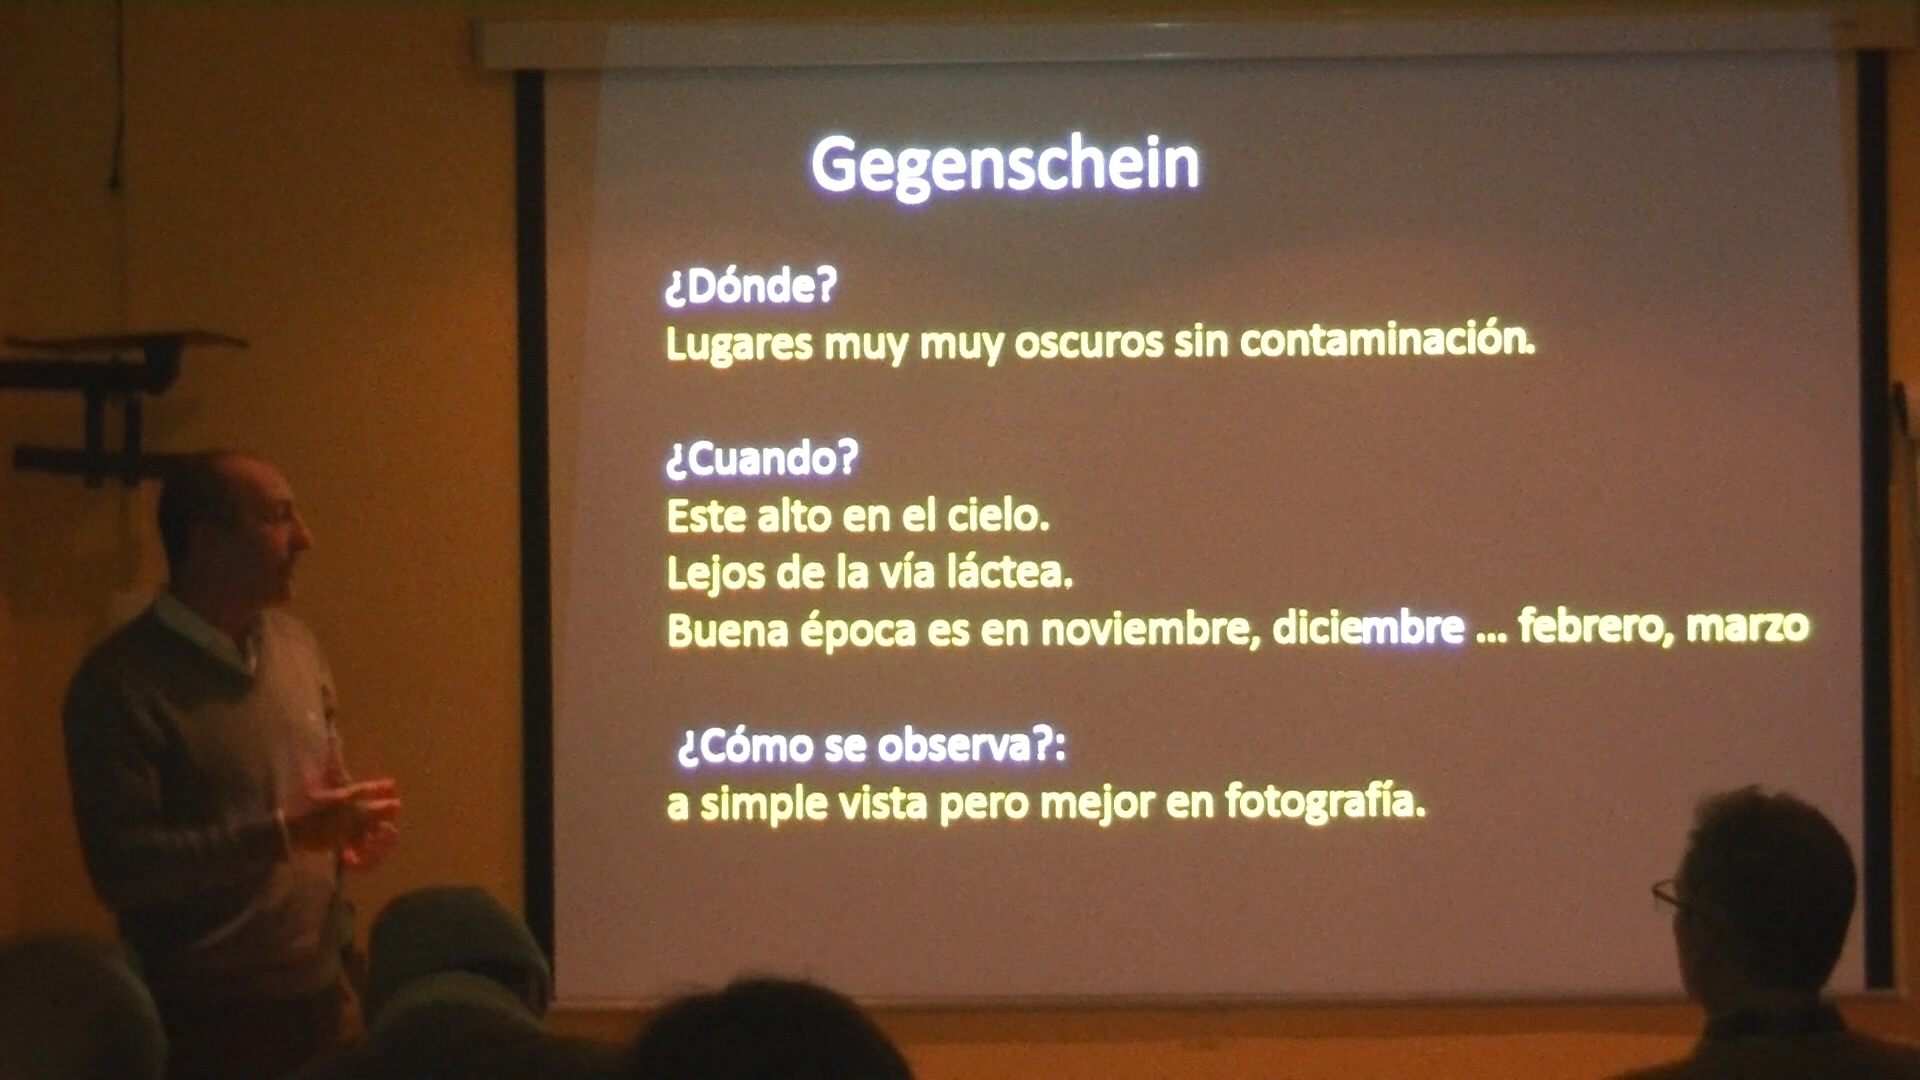 Gegenschein
¿Dónde?
Lugares muy muy oscuros sin contaminación.
¿Cuando?
Este alto en el cielo.
Lejos de la vía láctea.
Buena época es en noviembre, diciembre ... febrero, marzo
¿Cómo se observa?:
a simple vista pero mejor en fotografía.